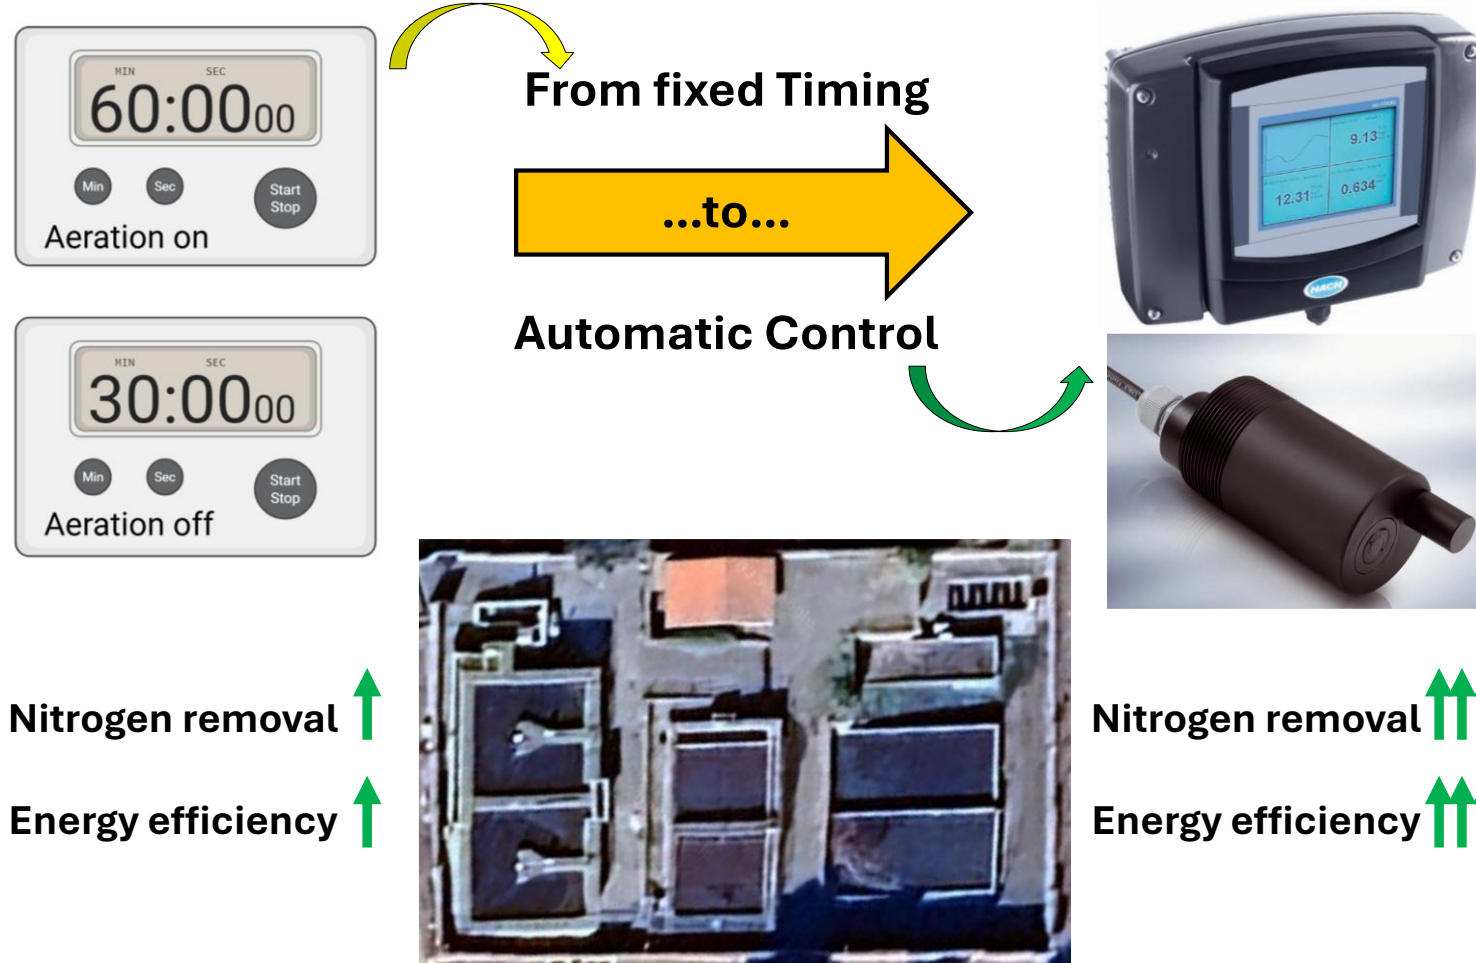 MIN SEC
60:0000
Min Sec Start
Stop
Aeration on
From fixed Timing
...to...
Automatic Control
9.13
12.31
0.634
HACH
MIN SEC
30:0000
Min Sec Start
Stop
Aeration off
Nitrogen removal
Energy efficiency
Nitrogen removal
Energy efficiency